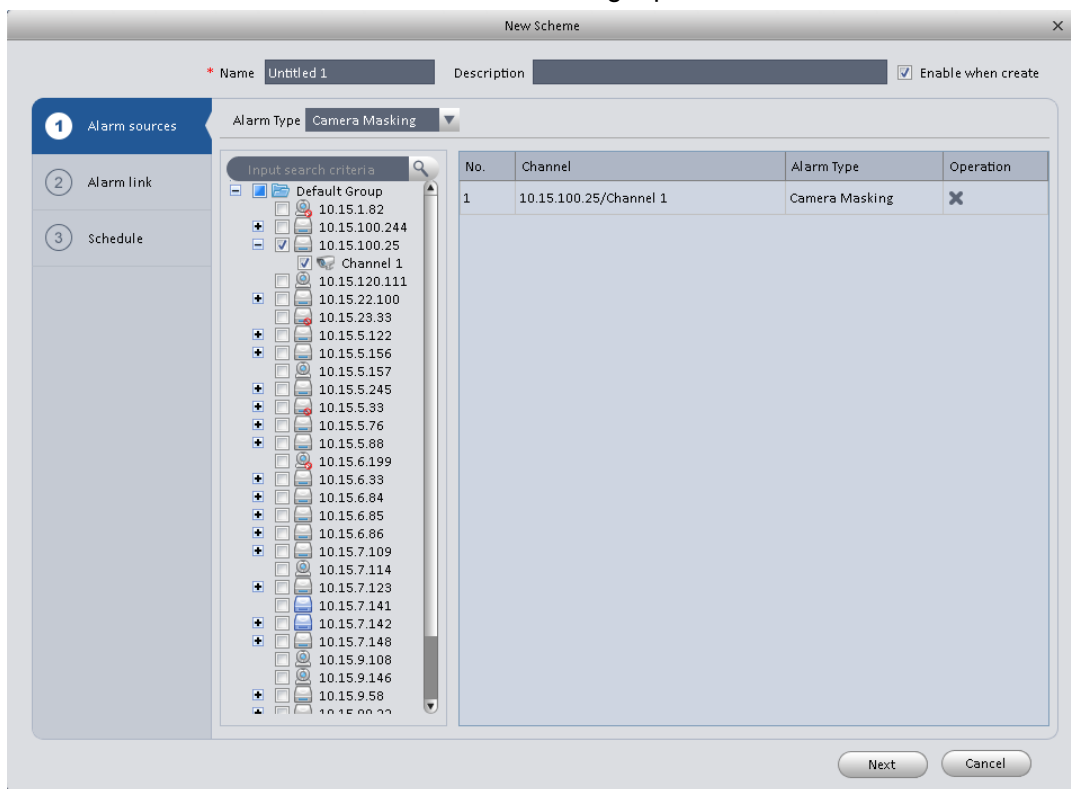 New Scheme
* Name Untitled 1 Description Enable when create
1 Alarm sources
2 Alarm link
3 Schedule
Alarm Type Camera Masking
Input search criteria
Default Group
10.15.1.82
10.15.100.244
10.15.100.25
Channel 1
10.15.120.111
10.15.22.100
10.15.23.33
10.15.5.122
10.15.5.156
10.15.5.157
10.15.5.245
10.15.5.33
10.15.5.76
10.15.5.88
10.15.6.199
10.15.6.33
10.15.6.84
10.15.6.85
10.15.6.86
10.15.7.109
10.15.7.114
10.15.7.123
10.15.7.141
10.15.7.142
10.15.7.148
10.15.9.108
10.15.9.146
10.15.9.58
No. Channel Alarm Type Operation
1 10.15.100.25/Channel 1 Camera Masking
Next Cancel